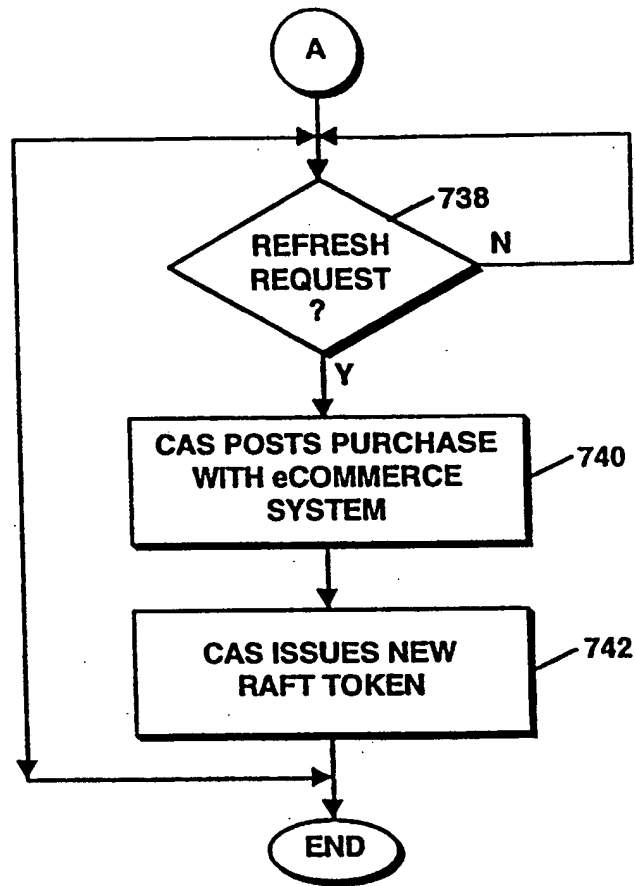 A
738
REFRESH
REQUEST
?
N
Y
CAS POSTS PURCHASE
WITH eCOMMERCE
SYSTEM
740
CAS ISSUES NEW
RAFT TOKEN
742
END